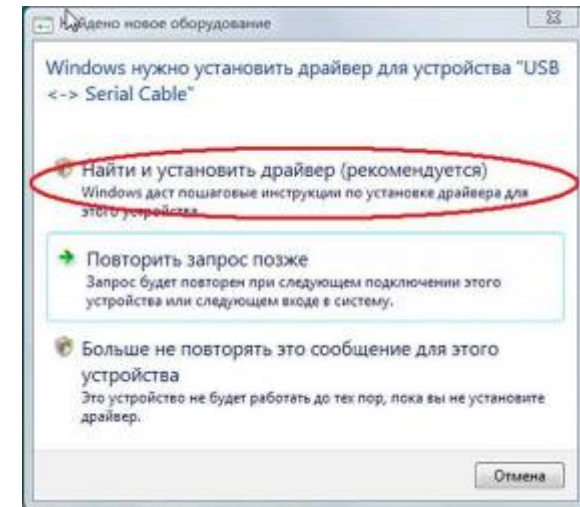 Найдено новое оборудование
Windows нужно установить драйвер для устройства "USB
<-> Serial Cable"
Найти и установить драйвер (рекомендуется)
Windows даст пошаговые инструкции по установке драйвера для
этого устройства.
Повторить запрос позже
Запрос будет повторен при следующем подключении этого
устройства или следующем входе в систему.
Больше не повторять это сообщение для этого
устройства
Это устройство не будет работать до тех пор, пока вы не установите
драйвер.
Отмена